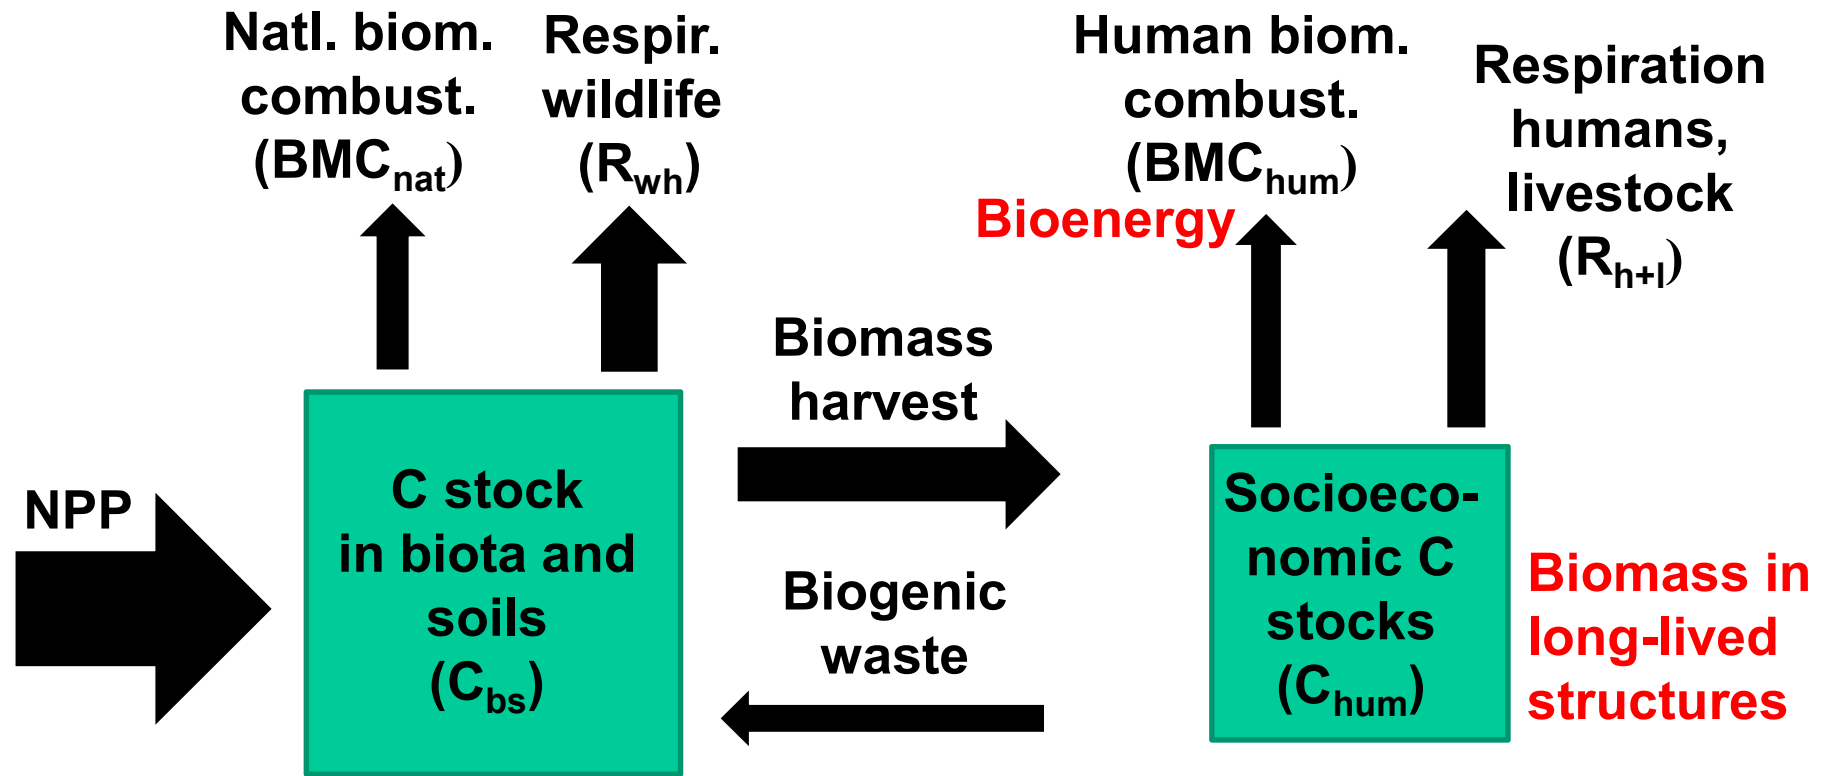 Natl. biom.
combust.
(BMCnat)
Respir.
wildlife
(Rwh)
Human biom.
combust.
(BMChum)
Bioenergy
Respiration
humans,
livestock
(Rh+l)
Biomass
harvest
NPP
C stock
in biota and
soils
(Cbs)
Biogenic
waste
Socioeco-
nomic C
stocks
(Chum)
Biomass in
long-lived
structures